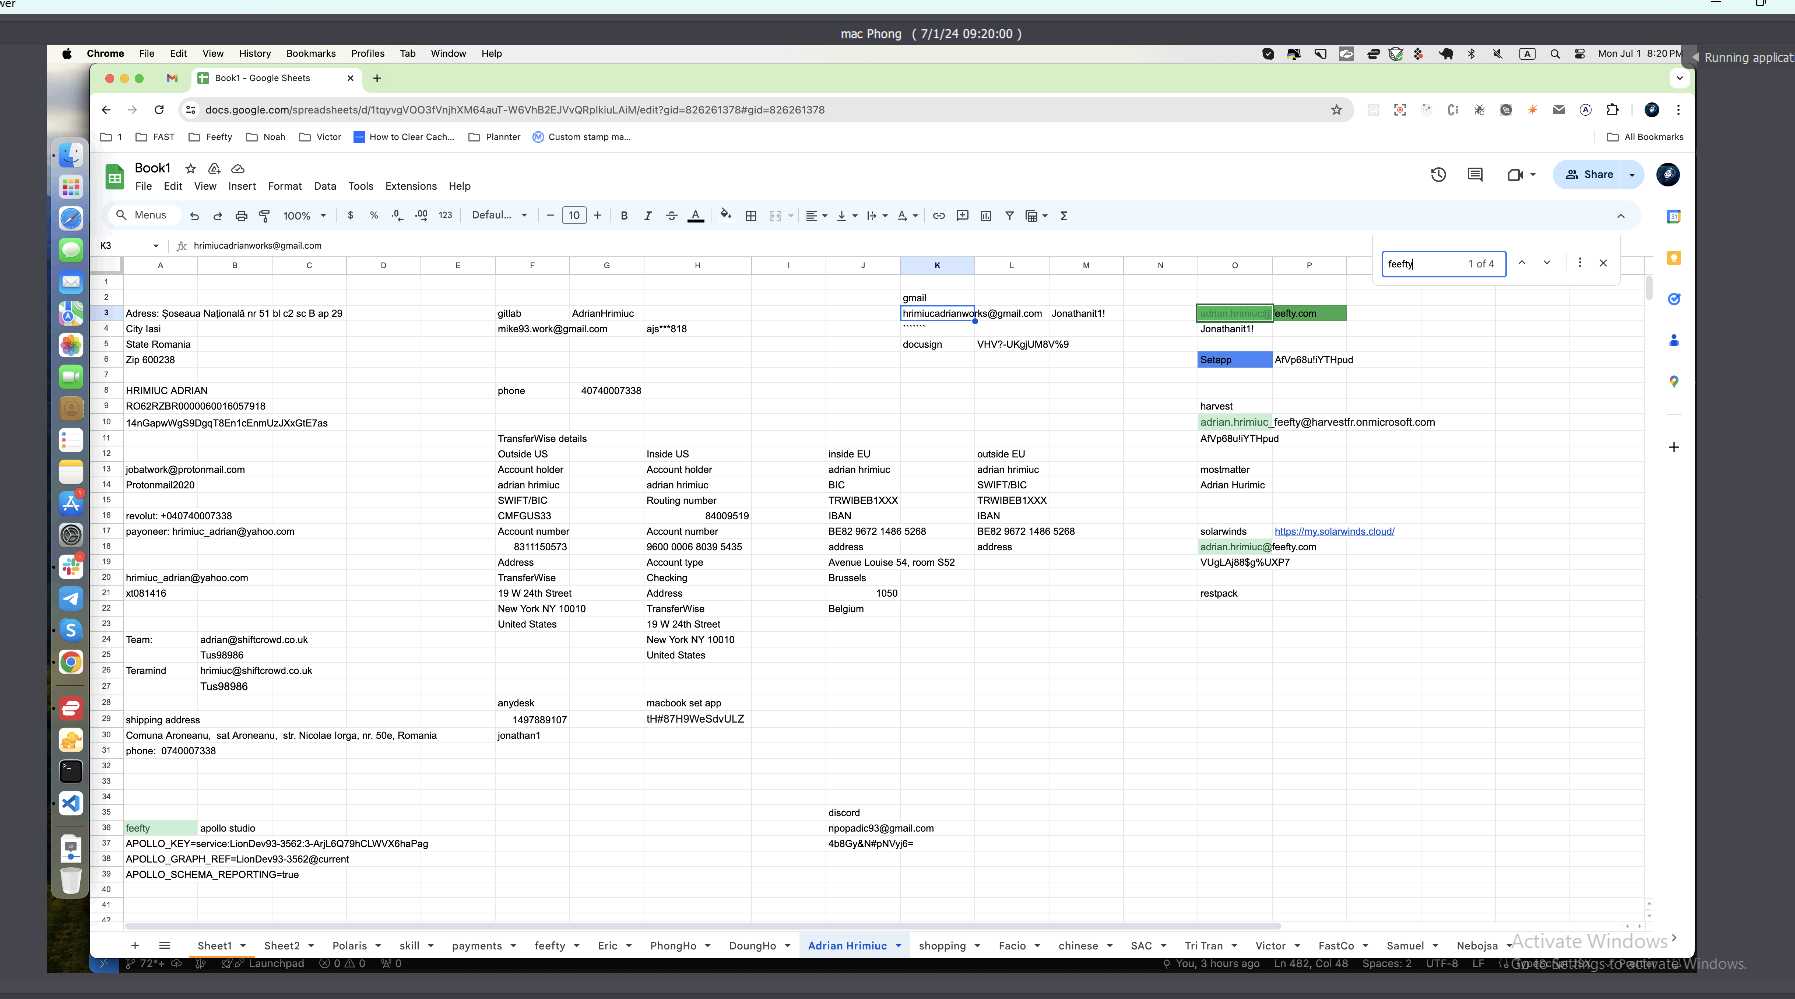 wer
mac Phong ( 7/1/24 09:20:00 )
Running applicat
Chrome File Edit View History Bookmarks Profiles Tab Window Help
A Mon Jul 1 8:20 PM
Book1 - Google Sheets
docs.google.com/spreadsheets/d/1tqyvgVOO3fVnjhXM64auT-W6VhB2EJVvQRplkiuLAiM/edit?gid=826261378#gid=826261378
1 FAST Feefty Noah Victor How to Clear Cach... Plannter Custom stamp ma... All Bookmarks
Book1
File Edit View Insert Format Data Tools Extensions Help
Share
Menus 100% $ % .0 .00 123 Defaul... 10 B I A
K3 fx hrimiucadrianworks@gmail.com
feefty 1 of 4
A B C D E F G H I J K L M N O P
1
2 gmail
3 Adress: Șoseaua Națională nr 51 bl c2 sc B ap 29 gitlab AdrianHrimiuc hrimiucadrianworks@gmail.com Jonathanit1! adrian.hrimiuc@feefty.com
4 City Iasi mike93.work@gmail.com ajs***818 ``````` Jonathanit1!
5 State Romania docusign VHV?-UKgjUM8V%9
6 Zip 600238 Setapp AfVp68u!iYTHpud
7
8 HRIMIUC ADRIAN phone 40740007338
9 RO62RZBR0000060016057918 harvest
10 14nGapwWgS9DgqT8En1cEnmUzJXxGtE7as adrian.hrimiuc_feefty@harvestfr.onmicrosoft.com
11 TransferWise details AfVp68u!iYTHpud
12 Outside US Inside US inside EU outside EU
13 jobatwork@protonmail.com Account holder Account holder adrian hrimiuc adrian hrimiuc mostmatter
14 Protonmail2020 adrian hrimiuc adrian hrimiuc BIC SWIFT/BIC Adrian Hurimic
15 SWIFT/BIC Routing number TRWIBEB1XXX TRWIBEB1XXX
16 revolut: +040740007338 CMFGUS33 84009519 IBAN IBAN
17 payoneer: hrimiuc_adrian@yahoo.com Account number Account number BE82 9672 1486 5268 BE82 9672 1486 5268 solarwinds https://my.solarwinds.cloud/
18 8311150573 9600 0006 8039 5435 address address adrian.hrimiuc@feefty.com
19 Address Account type Avenue Louise 54, room S52 VUgLAj88$g%UXP7
20 hrimiuc_adrian@yahoo.com TransferWise Checking Brussels
21 xt081416 19 W 24th Street Address 1050 restpack
22 New York NY 10010 TransferWise Belgium
23 United States 19 W 24th Street
24 Team: adrian@shiftcrowd.co.uk New York NY 10010
25 Tus98986 United States
26 Teramind hrimiuc@shiftcrowd.co.uk
27 Tus98986
28 anydesk macbook set app
29 shipping address 1497889107 tH#87H9WeSdvULZ
30 Comuna Aroneanu, sat Aroneanu, str. Nicolae Iorga, nr. 50e, Romania jonathan1
31 phone: 0740007338
32
33
34
35 discord
36 feefty apollo studio npopadic93@gmail.com
37 APOLLO_KEY=service:LionDev93-3562:3-ArjL6Q79hCLWVX6haPag 4b8Gy&N#pNVyj6=
38 APOLLO_GRAPH_REF=LionDev93-3562@current
39 APOLLO_SCHEMA_REPORTING=true
40
41
42
Sheet1 Sheet2 Polaris skill payments feefty Eric PhongHo DoungHo Adrian Hrimiuc shopping Facio chinese SAC Tri Tran Victor FastCo Samuel Nebojsa
Activate Windows
Go to Settings to activate Windows.
72*+ Launchpad 0 0 0 You, 3 hours ago Ln 482, Col 48 Spaces: 2 UTF-8 LF